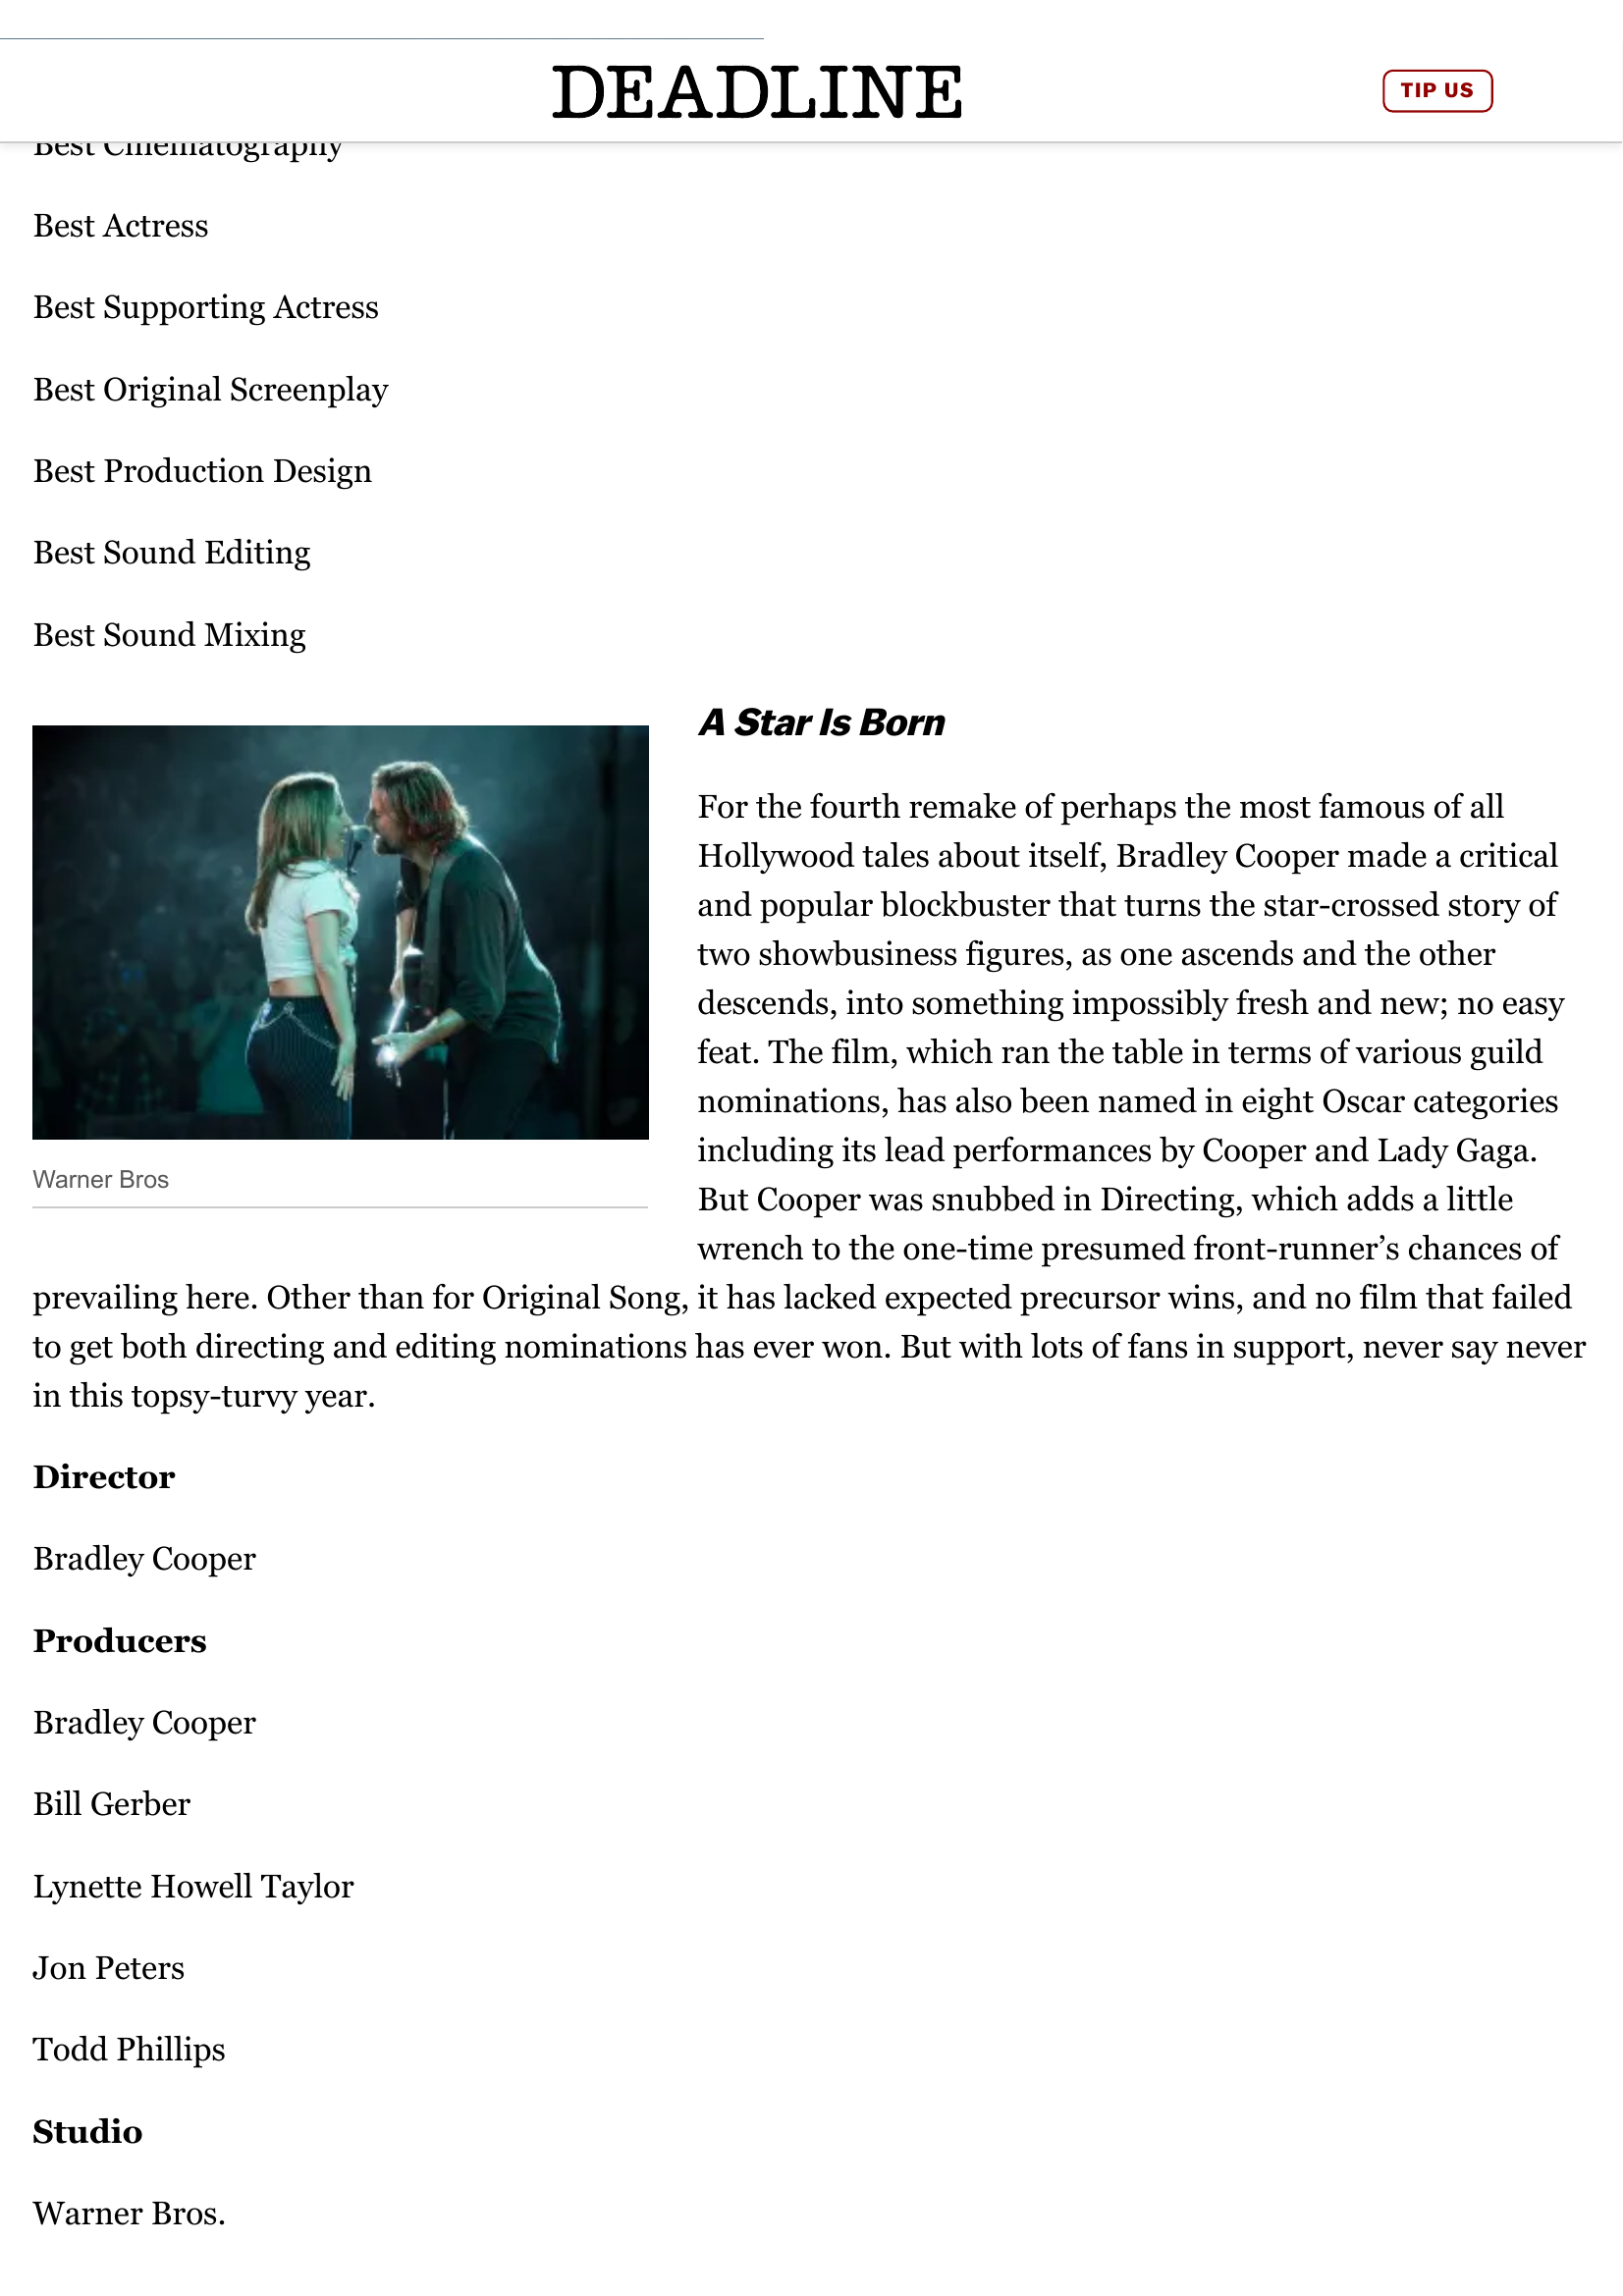 DEADLINE
TIP US
Best Cinematography
Best Actress
Best Supporting Actress
Best Original Screenplay
Best Production Design
Best Sound Editing
Best Sound Mixing
A Star Is Born
For the fourth remake of perhaps the most famous of all
Hollywood tales about itself, Bradley Cooper made a critical
and popular blockbuster that turns the star-crossed story of
two showbusiness figures, as one ascends and the other
descends, into something impossibly fresh and new; no easy
feat. The film, which ran the table in terms of various guild
nominations, has also been named in eight Oscar categories
including its lead performances by Cooper and Lady Gaga.
But Cooper was snubbed in Directing, which adds a little
wrench to the one-time presumed front-runner’s chances of
Warner Bros
prevailing here. Other than for Original Song, it has lacked expected precursor wins, and no film that failed
to get both directing and editing nominations has ever won. But with lots of fans in support, never say never
in this topsy-turvy year.
Director
Bradley Cooper
Producers
Bradley Cooper
Bill Gerber
Lynette Howell Taylor
Jon Peters
Todd Phillips
Studio
Warner Bros.